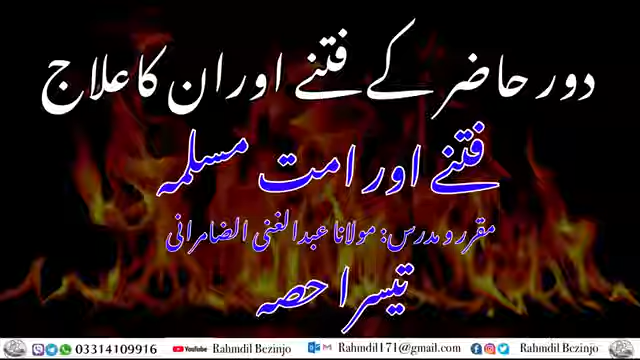 دور حاضر کے فتنے اور ان کا علاج
فتنے اور امت مسلمہ
مقرر و مدرس: مولانا عبدالغنی الضامرانی
تیسرا حصہ
03314109916 YouTube Rahmdil Bezinjo Rahmdil171@gmail.com Rahmdil Bezinjo